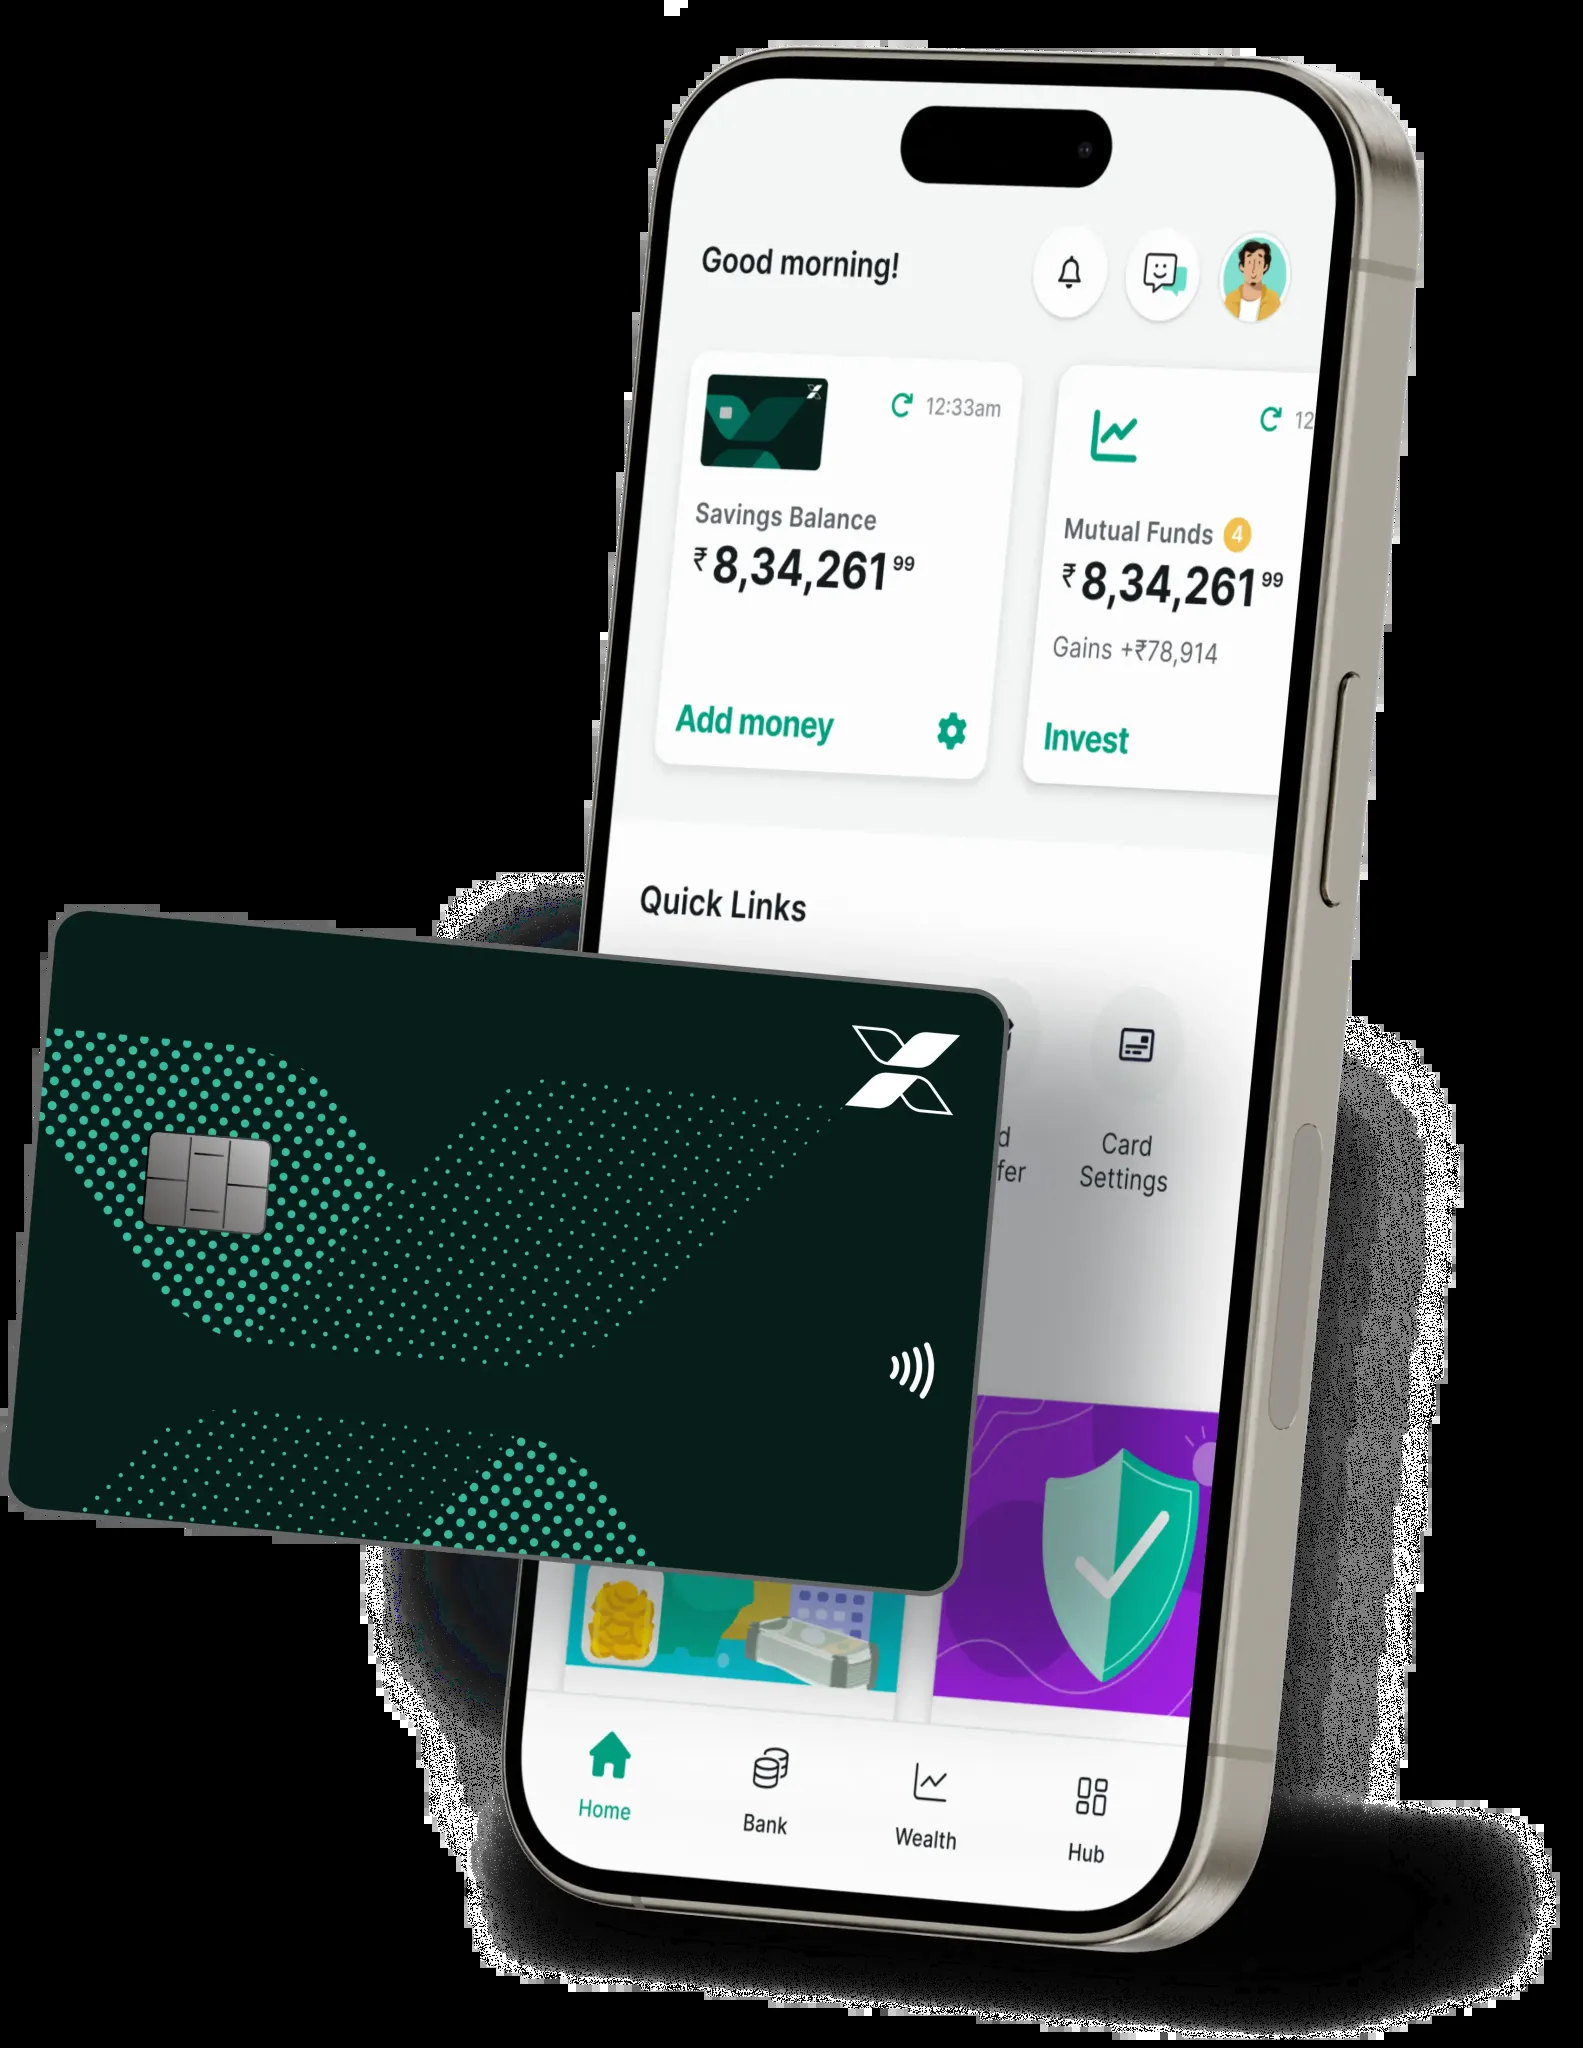 Good morning!
12:33am
Savings Balance
₹8,34,261 99
Add money
12
Mutual Funds 4
₹8,34,261 99
Gains +₹78,914
Invest
Quick Links
d
fer
Card
Settings
Home
Bank
Wealth
Hub